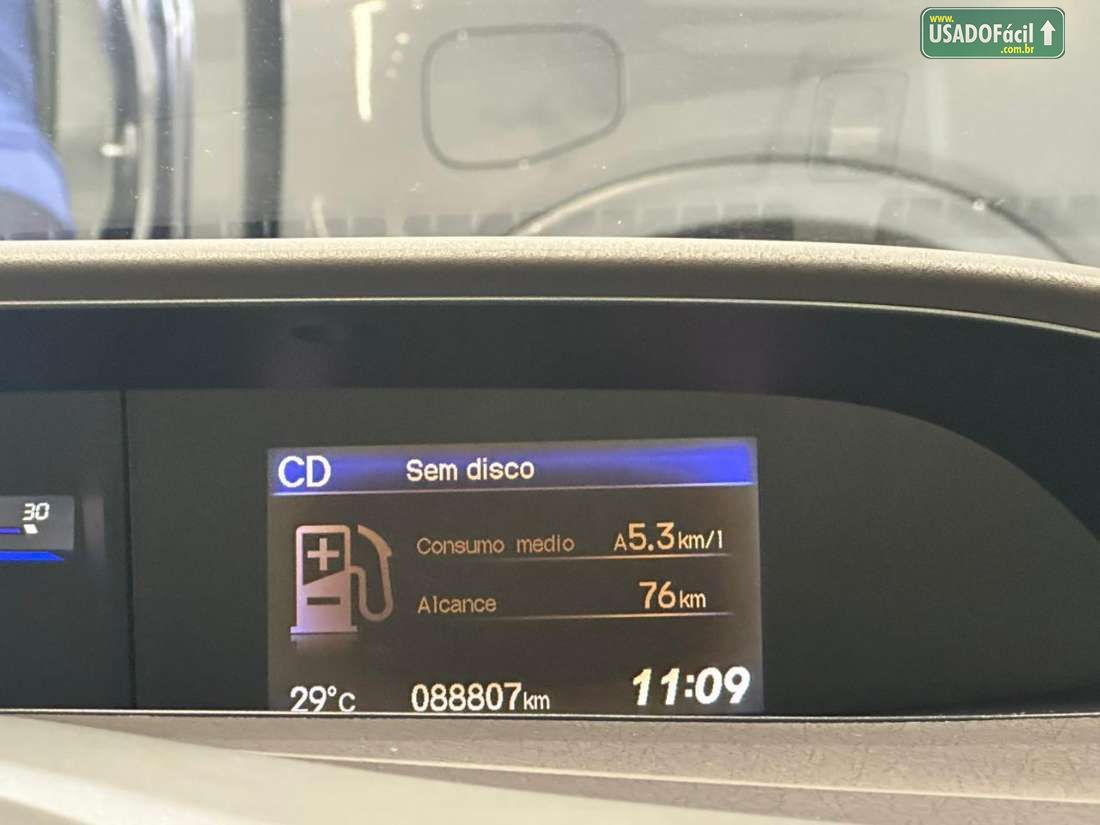 www.
USADOFácil
.com.br
CD Sem disco
30
Consumo medio A5.3km/l
Alcance 76km
29°C 088807km 11:09